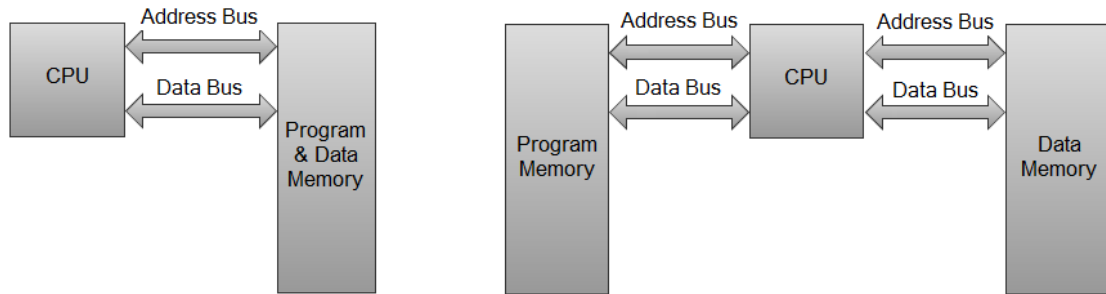 Address Bus
CPU
Data Bus
Program
& Data
Memory
Address Bus
Data Bus
Program
Memory
CPU
Address Bus
Data Bus
Data
Memory